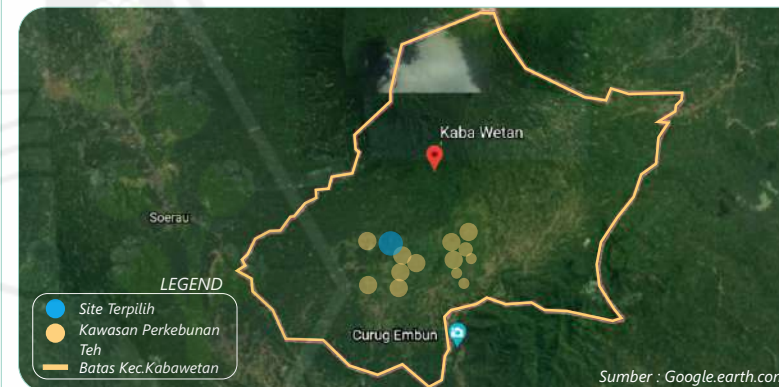 Kaba Wetan
Soerau
Curug Embun
LEGEND
Site Terpilih
Kawasan Perkebunan
Teh
Batas Kec.Kabawetan
Sumber : Google.earth.com